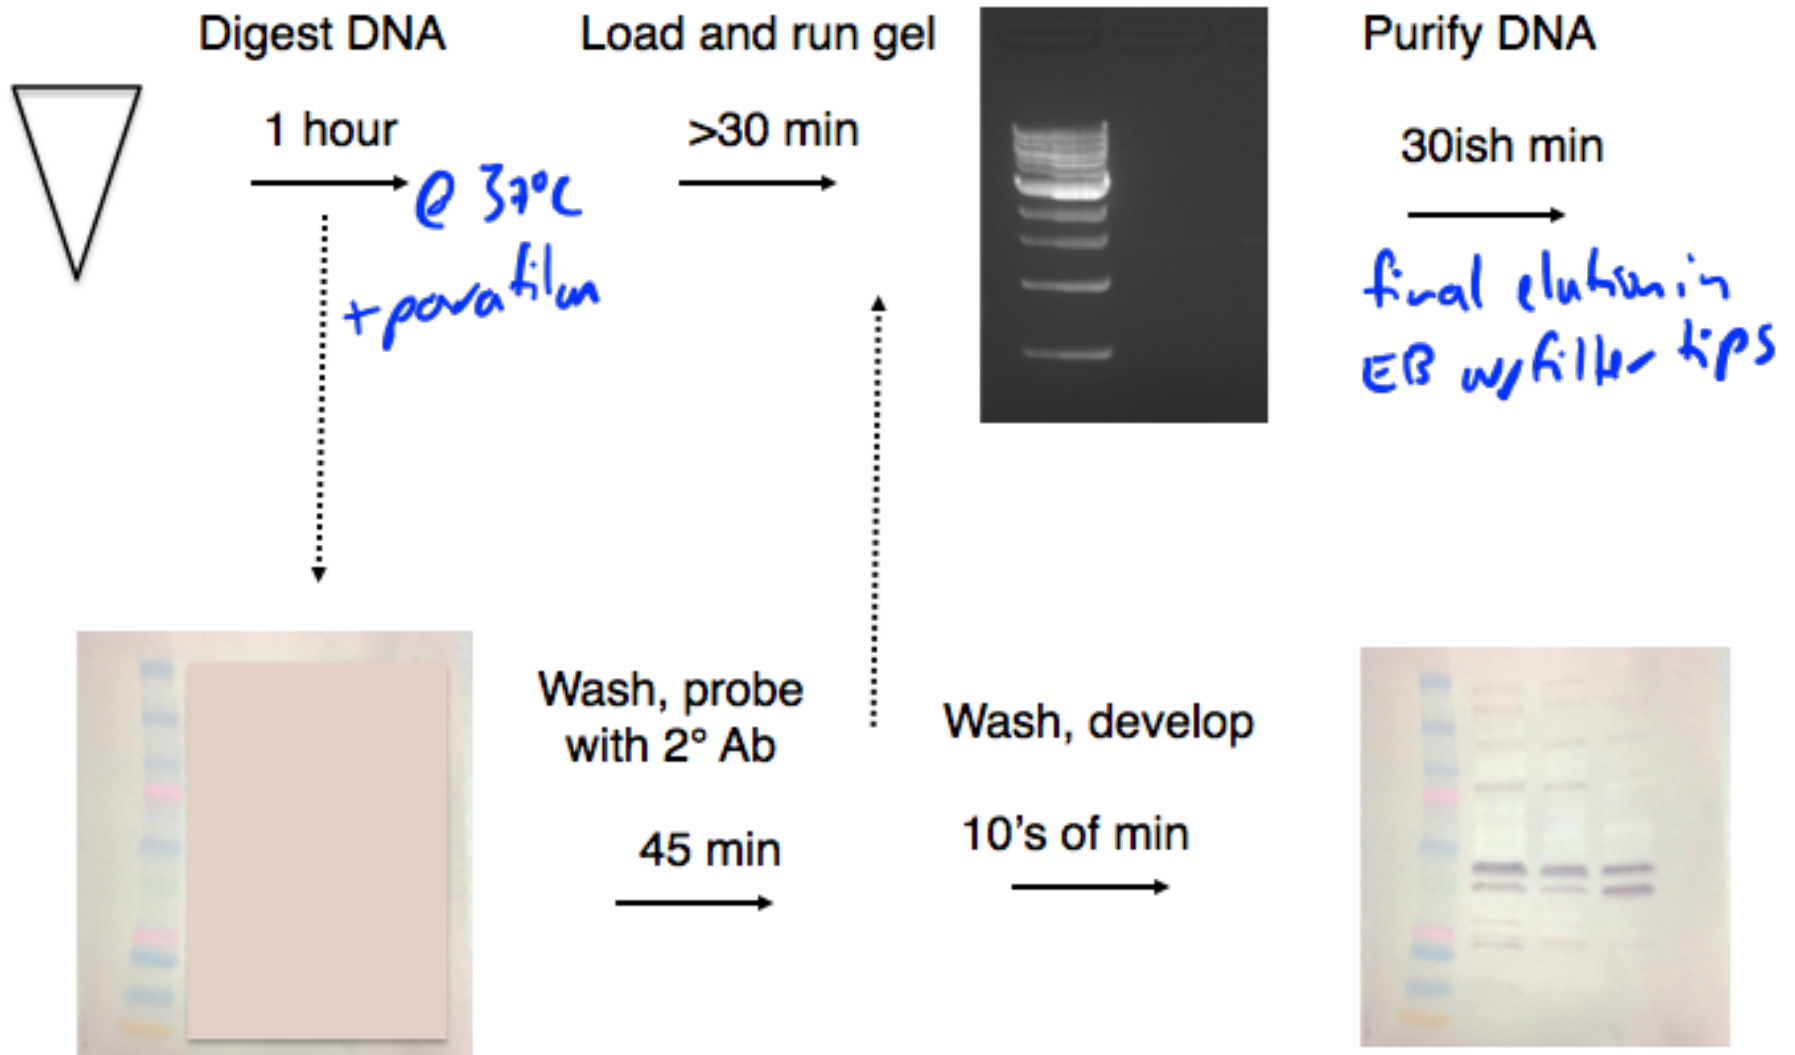 Digest DNA
1 hour
@ 37°C
+parafilm
Load and run gel
>30 min
Purify DNA
30ish min
final elution in
EB w/filter tips
Wash, probe
with 2° Ab
45 min
Wash, develop
10's of min